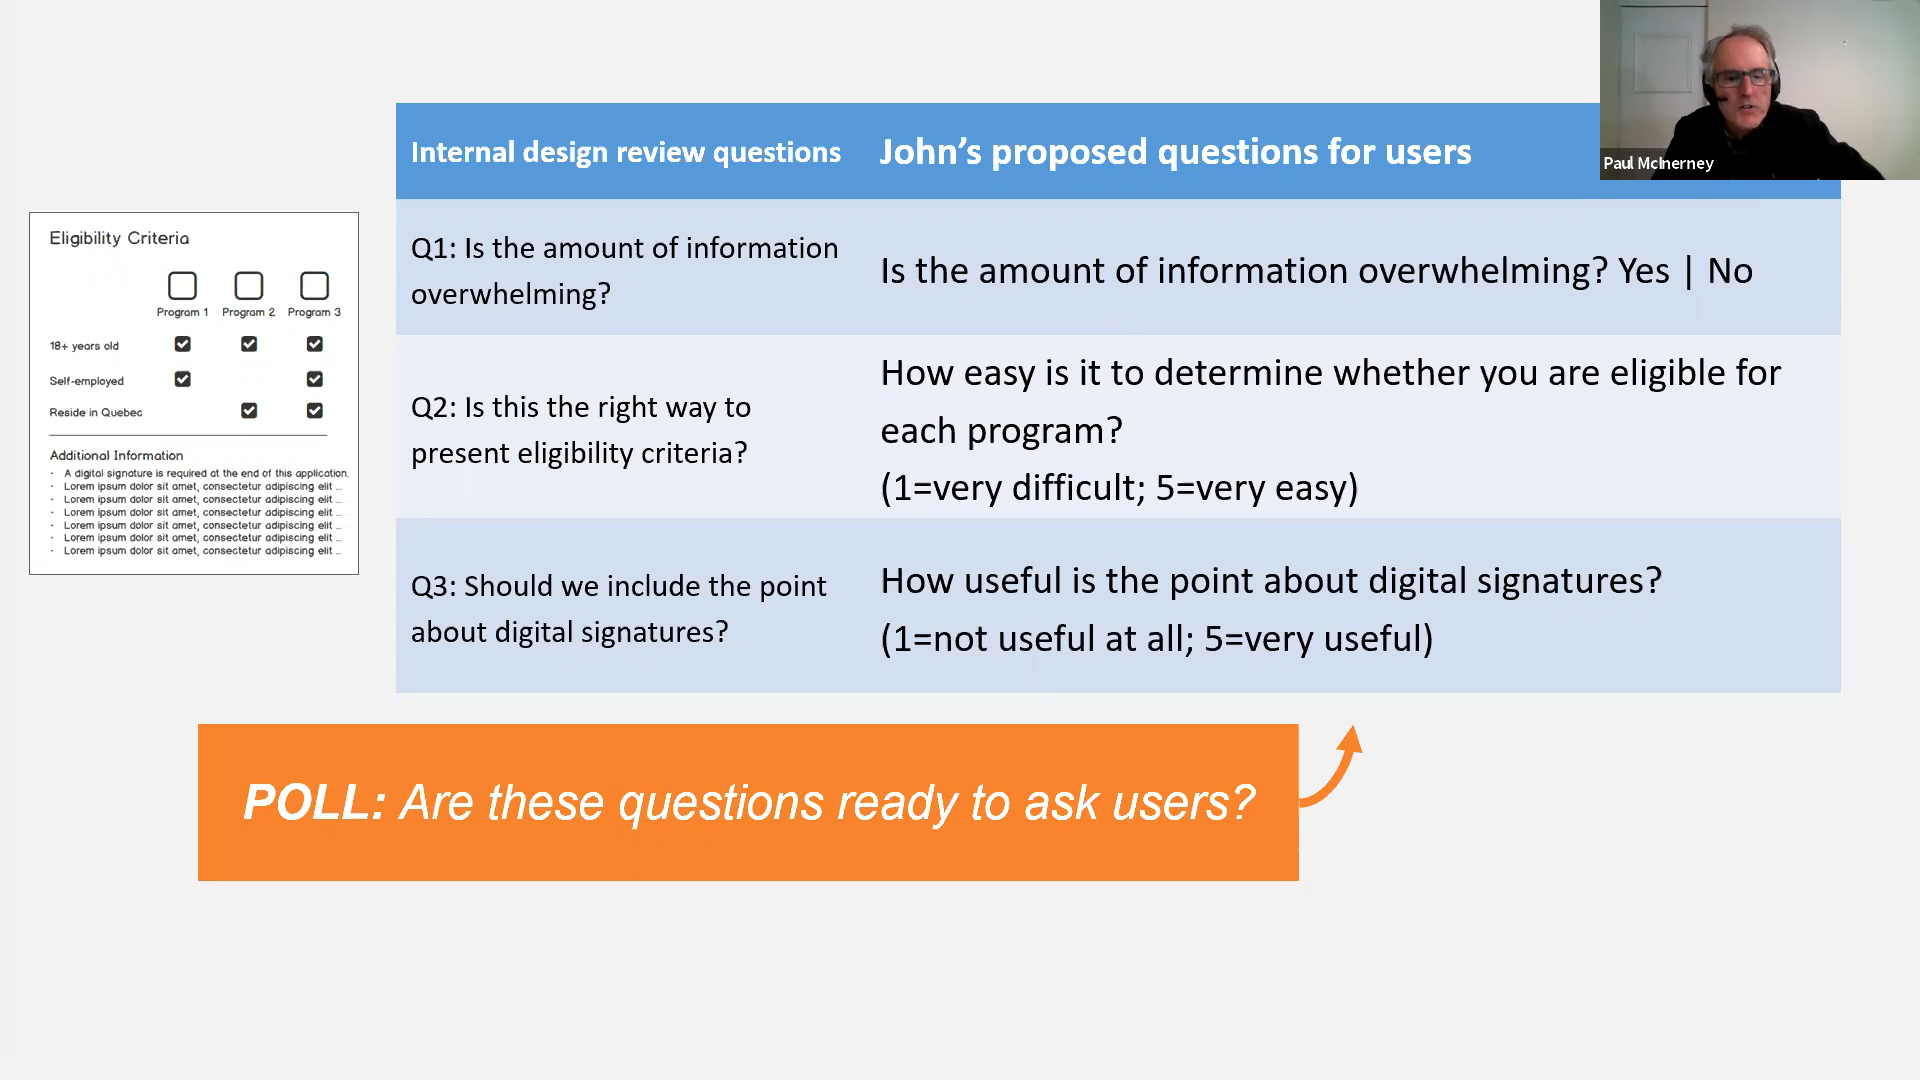 Paul McInerney
Internal design review questions
John’s proposed questions for users
Q1: Is the amount of information
overwhelming?
Is the amount of information overwhelming? Yes | No
Q2: Is this the right way to
present eligibility criteria?
How easy is it to determine whether you are eligible for
each program?
(1=very difficult; 5=very easy)
Q3: Should we include the point
about digital signatures?
How useful is the point about digital signatures?
(1=not useful at all; 5=very useful)
Eligibility Criteria
Program 1 Program 2 Program 3
18+ years old
Self-employed
Reside in Quebec
Additional Information
· A digital signature is required at the end of this application.
· Lorem ipsum dolor sit amet, consectetur adipiscing elit ...
· Lorem ipsum dolor sit amet, consectetur adipiscing elit ...
· Lorem ipsum dolor sit amet, consectetur adipiscing elit ...
· Lorem ipsum dolor sit amet, consectetur adipiscing elit ...
· Lorem ipsum dolor sit amet, consectetur adipiscing elit ...
· Lorem ipsum dolor sit amet, consectetur adipiscing elit ...
POLL: Are these questions ready to ask users?